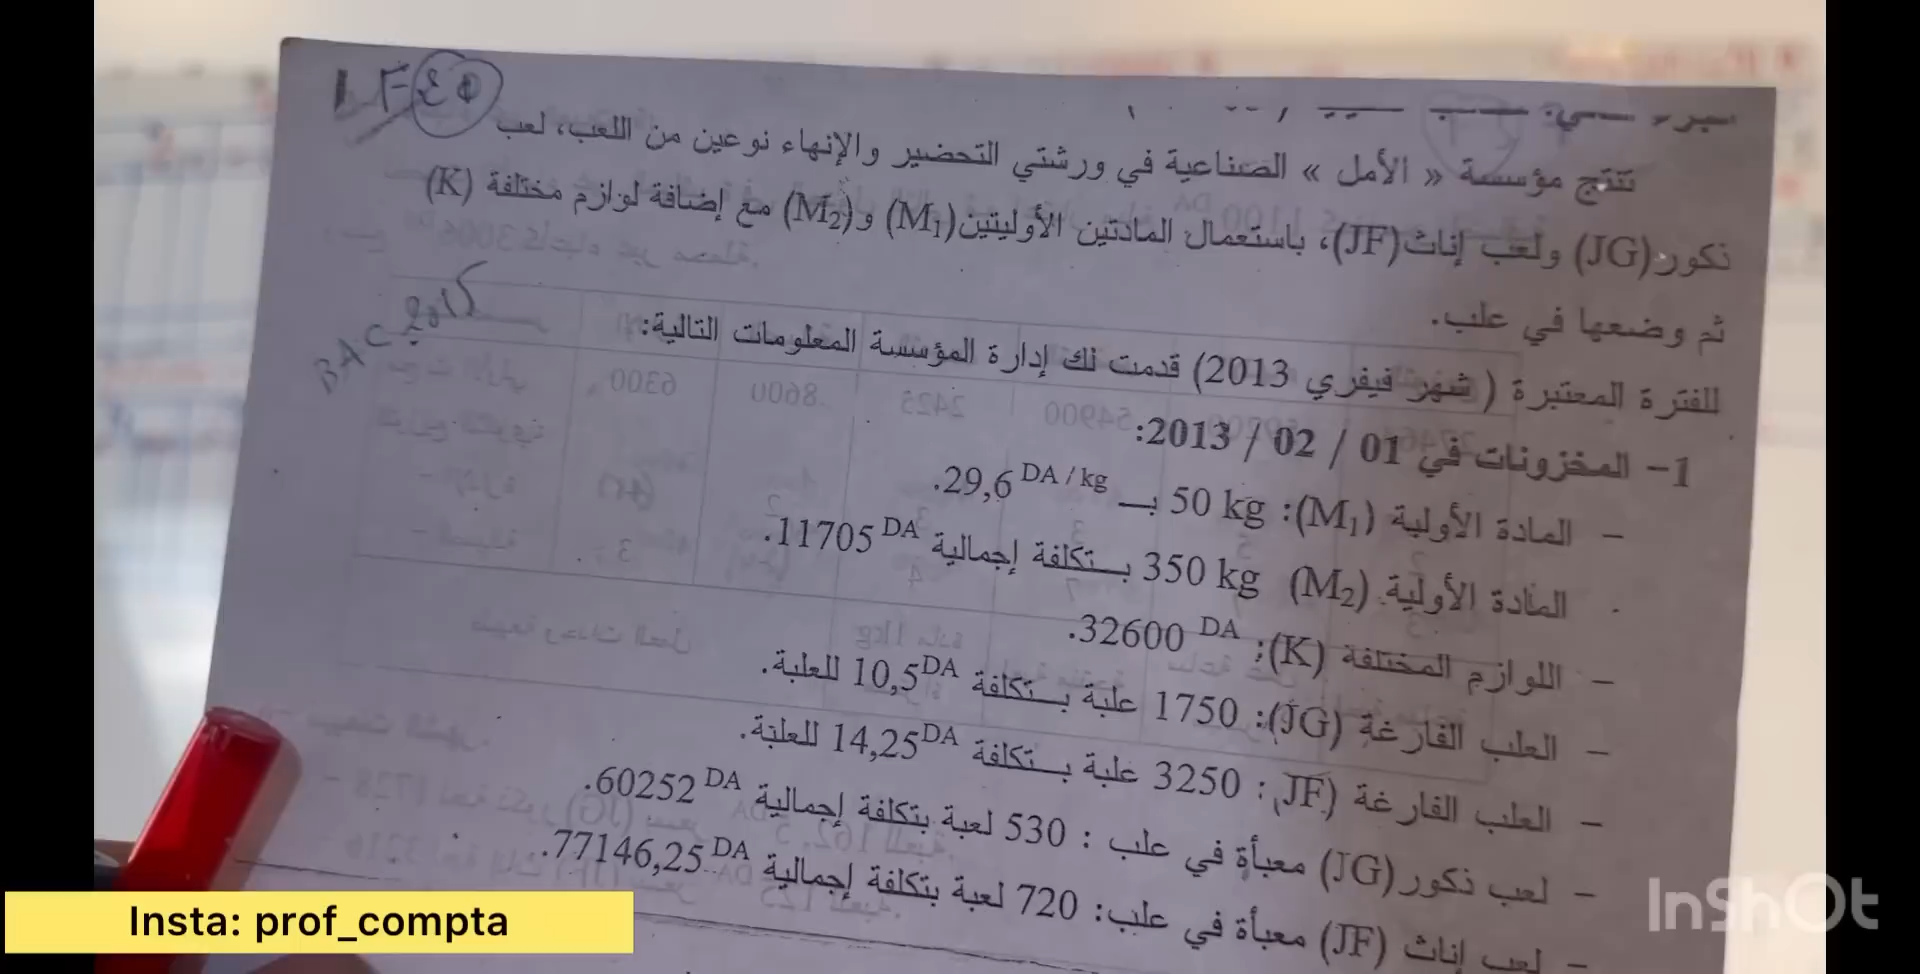 تنتج مؤسسة « الأمل » الصناعية في ورشتي التحضير والإنهاء نوعين من اللعب، لعب
ذكور (JG) ولعب إناث (JF)، باستعمال المادتين الأوليتين (M₁) و(M₂) مع إضافة لوازم مختلفة (K)
ثم وضعها في علب.
للفترة المعتبرة ( شهر فيفري 2013) قدمت لك إدارة المؤسسة المعلومات التالية:
1- المخزونات في 01 / 02 / 2013:
– المادة الأولية (M₁): 50 kg بـ 29,6 DA / kg.
المادة الأولية (M₂) 350 kg بتكلفة إجمالية 11705 DA.
– اللوازم المختلفة (K): 32600 DA.
– العلب الفارغة (JG): 1750 علبة بتكلفة 10,5 DA للعلبة.
– العلب الفارغة (JF): 3250 علبة بتكلفة 14,25 DA للعلبة.
– لعب ذكور (JG) معبأة في علب : 530 لعبة بتكلفة إجمالية 60252 DA.
– لعب إناث (JF) معبأة في علب: 720 لعبة بتكلفة إجمالية 77146,25 DA.
BAC
Insta: prof_compta
InShOt